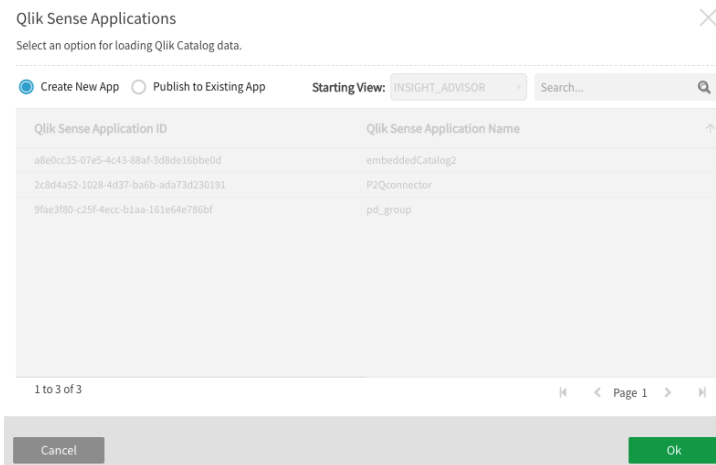 Qlik Sense Applications
Select an option for loading Qlik Catalog data.
Create New App Publish to Existing App Starting View: INSIGHT_ADVISOR Search...
Qlik Sense Application ID Qlik Sense Application Name
a8e0cc35-07e5-4c43-88af-3d8de16bbe0d embeddedCatalog2
2c8d4a52-1028-4d37-ba6b-ada73d230191 P2Qconnector
9fae3f80-c25f-4ecc-b1aa-161e64e786bf pd_group
1 to 3 of 3 Page 1
Cancel Ok